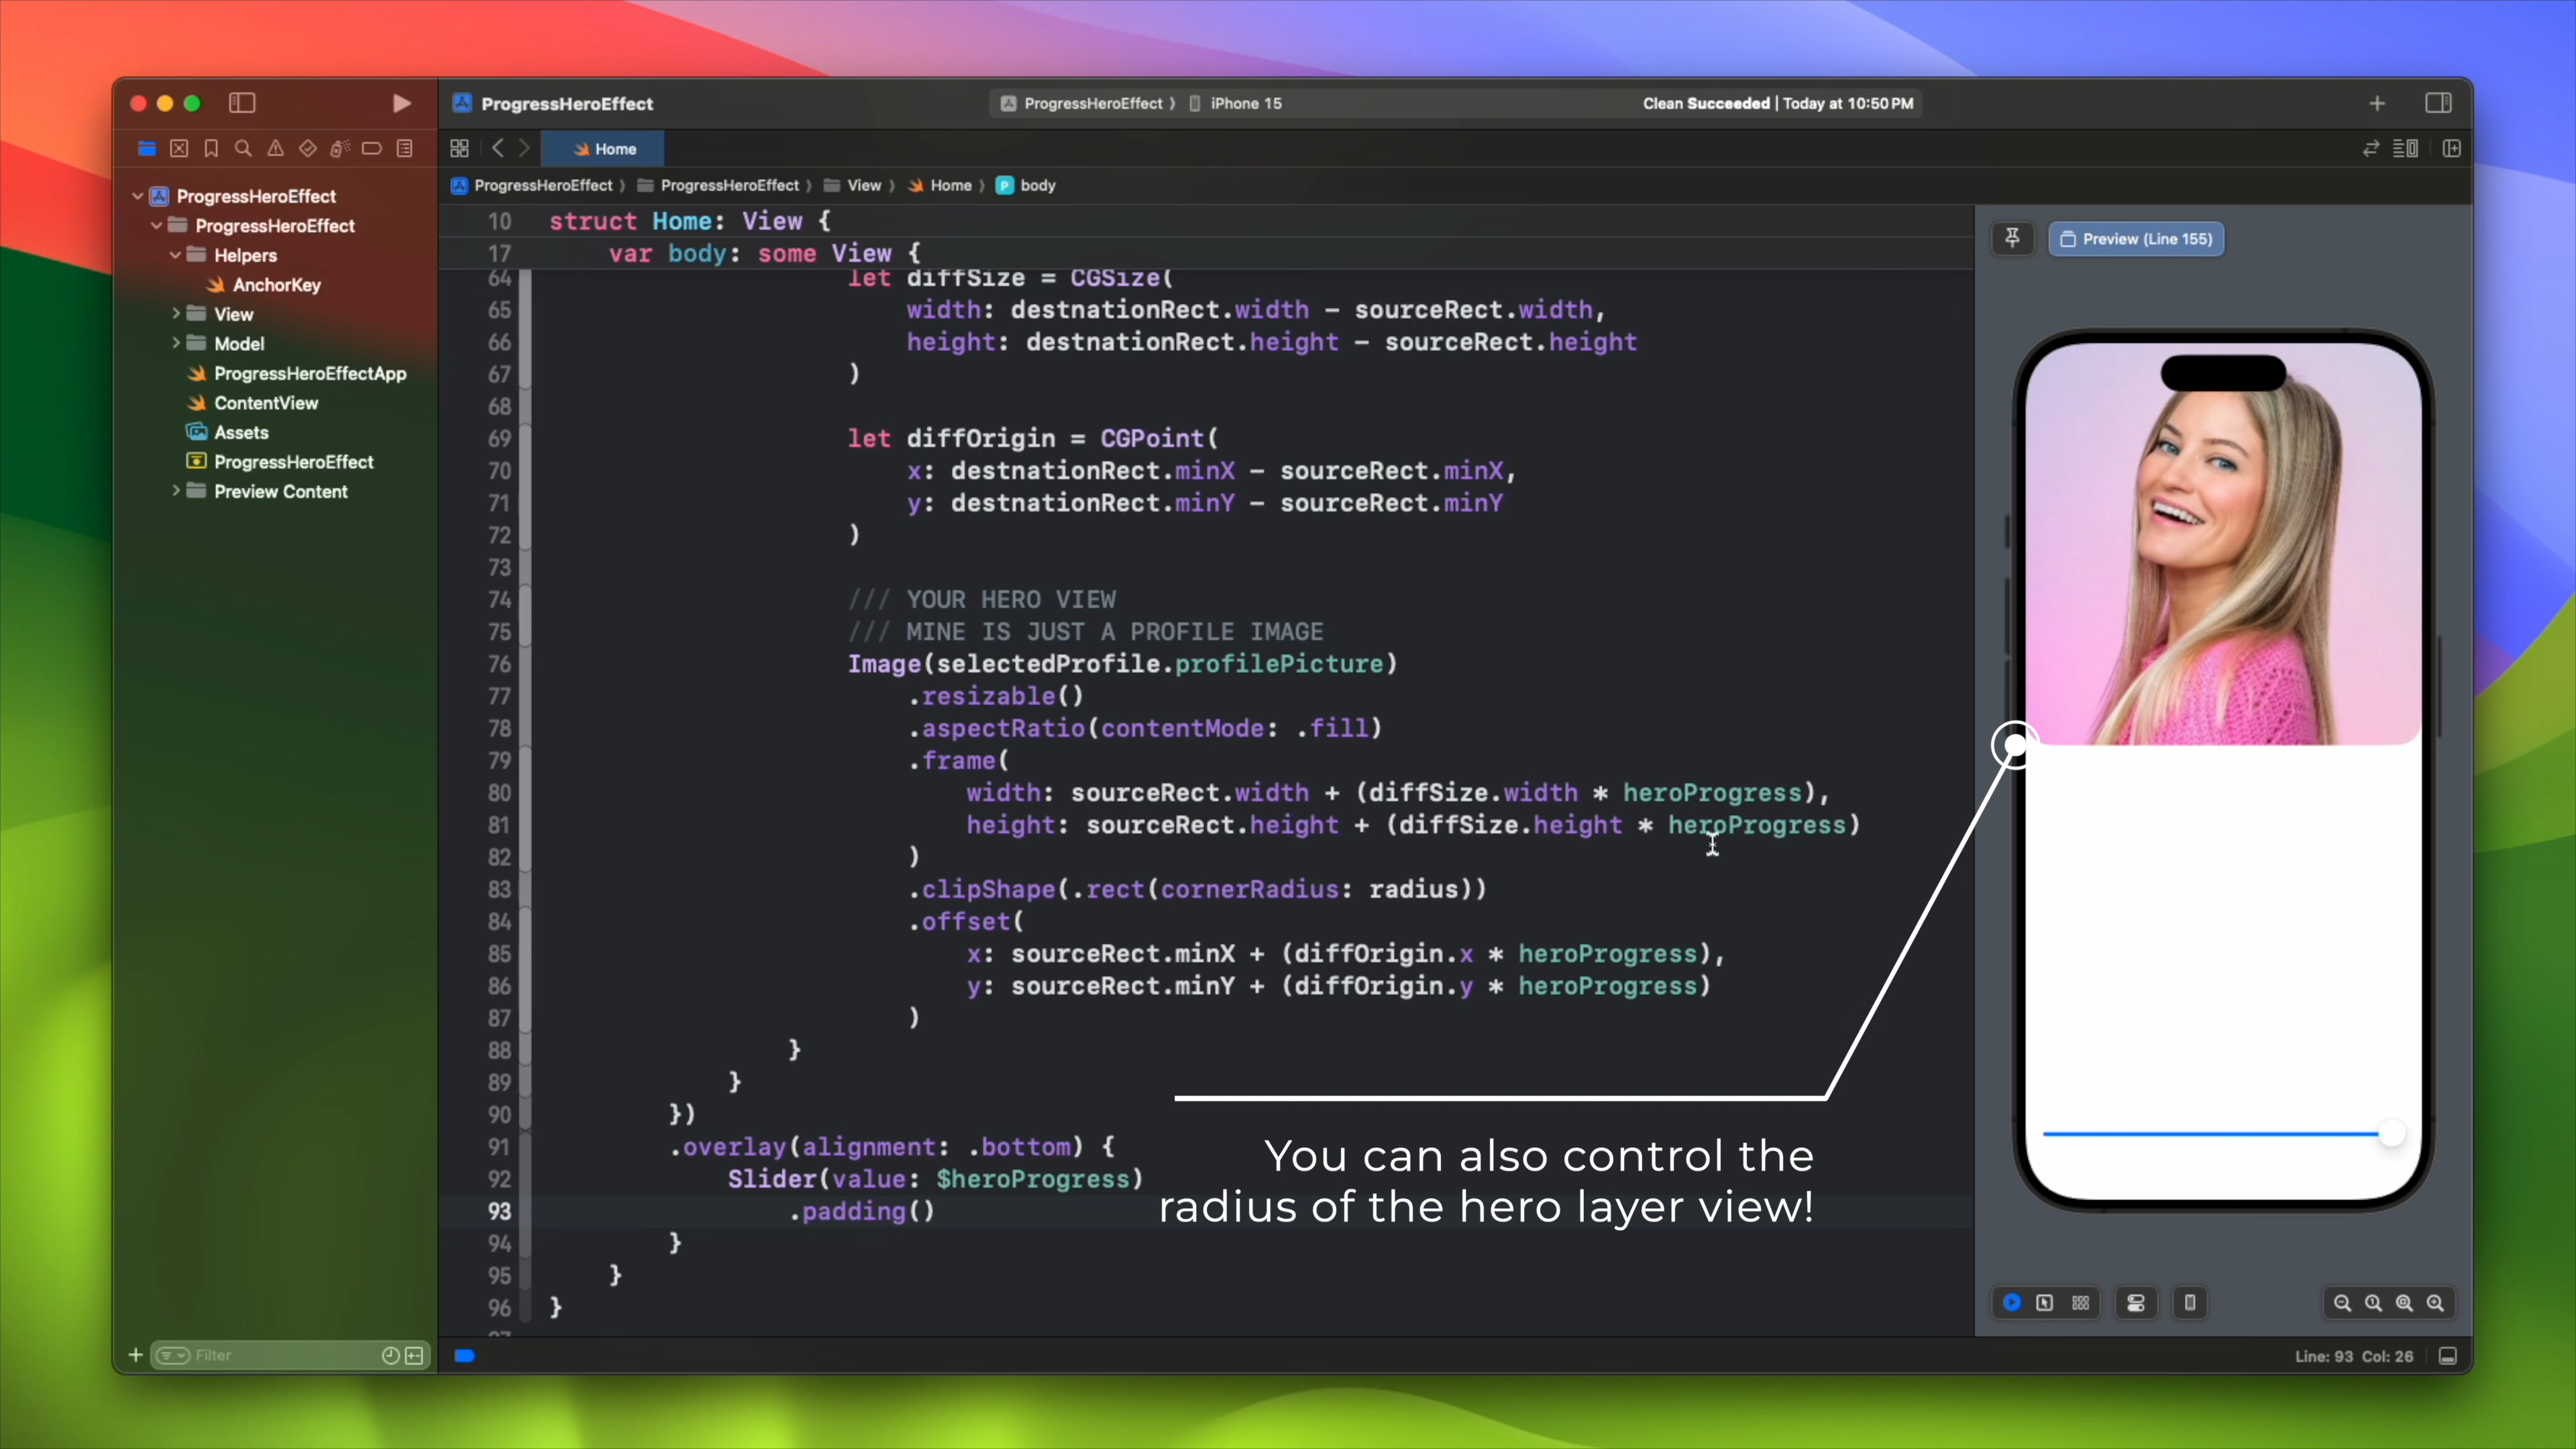 ProgressHeroEffect
ProgressHeroEffect ⟩ iPhone 15
Clean Succeeded | Today at 10:50 PM
Home
ProgressHeroEffect ⟩ ProgressHeroEffect ⟩ View ⟩ Home ⟩ P body
ProgressHeroEffect
ProgressHeroEffect
Helpers
AnchorKey
View
Model
ProgressHeroEffectApp
ContentView
Assets
ProgressHeroEffect
Preview Content
Filter
10 struct Home: View {
17 var body: some View {
64 let diffSize = CGSize(
65 width: destnationRect.width - sourceRect.width,
66 height: destnationRect.height - sourceRect.height
67 )
68
69 let diffOrigin = CGPoint(
70 x: destnationRect.minX - sourceRect.minX,
71 y: destnationRect.minY - sourceRect.minY
72 )
73
74 /// YOUR HERO VIEW
75 /// MINE IS JUST A PROFILE IMAGE
76 Image(selectedProfile.profilePicture)
77 .resizable()
78 .aspectRatio(contentMode: .fill)
79 .frame(
80 width: sourceRect.width + (diffSize.width * heroProgress),
81 height: sourceRect.height + (diffSize.height * heroProgress)
82 )
83 .clipShape(.rect(cornerRadius: radius))
84 .offset(
85 x: sourceRect.minX + (diffOrigin.x * heroProgress),
86 y: sourceRect.minY + (diffOrigin.y * heroProgress)
87 )
88 }
89 }
90 })
91 .overlay(alignment: .bottom) {
92 Slider(value: $heroProgress)
93 .padding()
94 }
95 }
96 }
You can also control the
radius of the hero layer view!
Preview (Line 155)
Line: 93 Col: 26